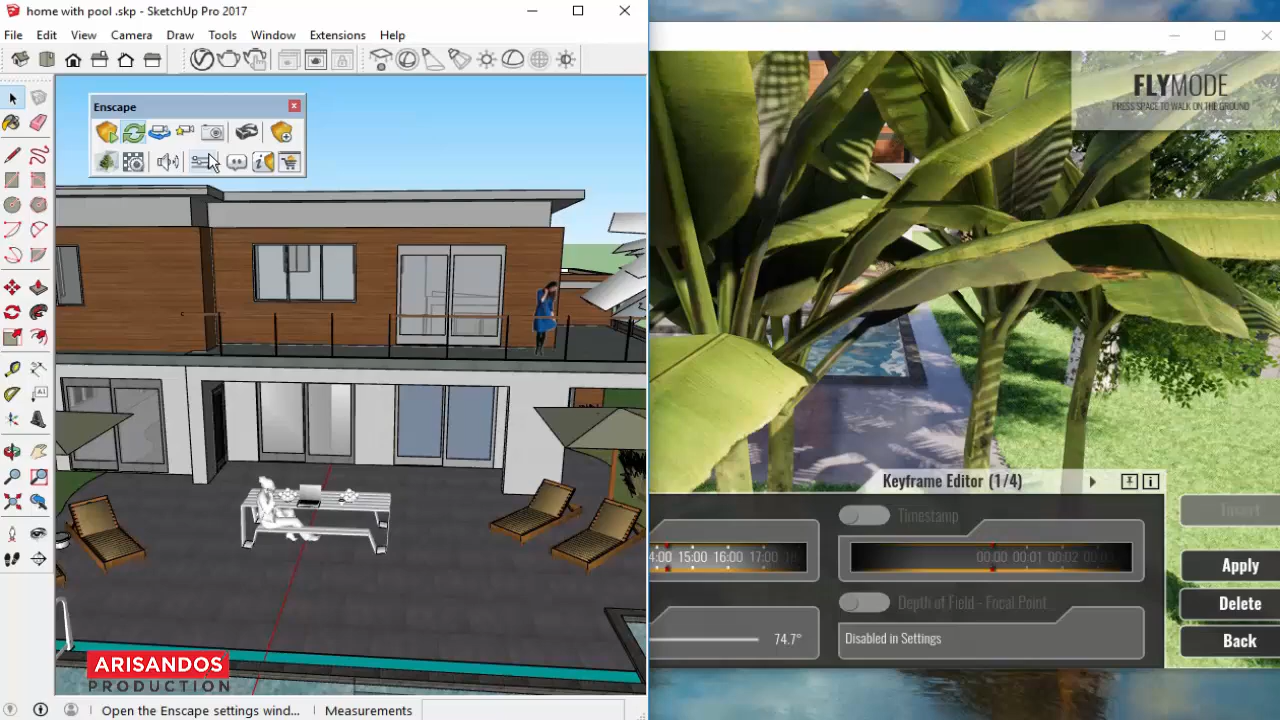 home with pool .skp - SketchUp Pro 2017
File Edit View Camera Draw Tools Window Extensions Help
Enscape
ARISANDOS
PRODUCTION
Open the Enscape settings wind...
Measurements
FLYMODE
PRESS SPACE TO WALK ON THE GROUND
Keyframe Editor (1/4)
Timestamp
4:00 15:00 16:00 17:00 18
00:00 00:01 00:02
Insert
Apply
Depth of Field - Focal Point
Delete
74.7°
Disabled in Settings
Back